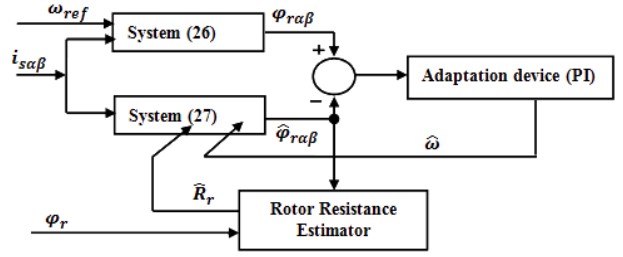 ω_ref
System (26)
φ_rαβ
i_sαβ
+
Adaptation device (PI)
−
System (27)
φ̂_rαβ
ω̂
R̂_r
Rotor Resistance
Estimator
φ_r